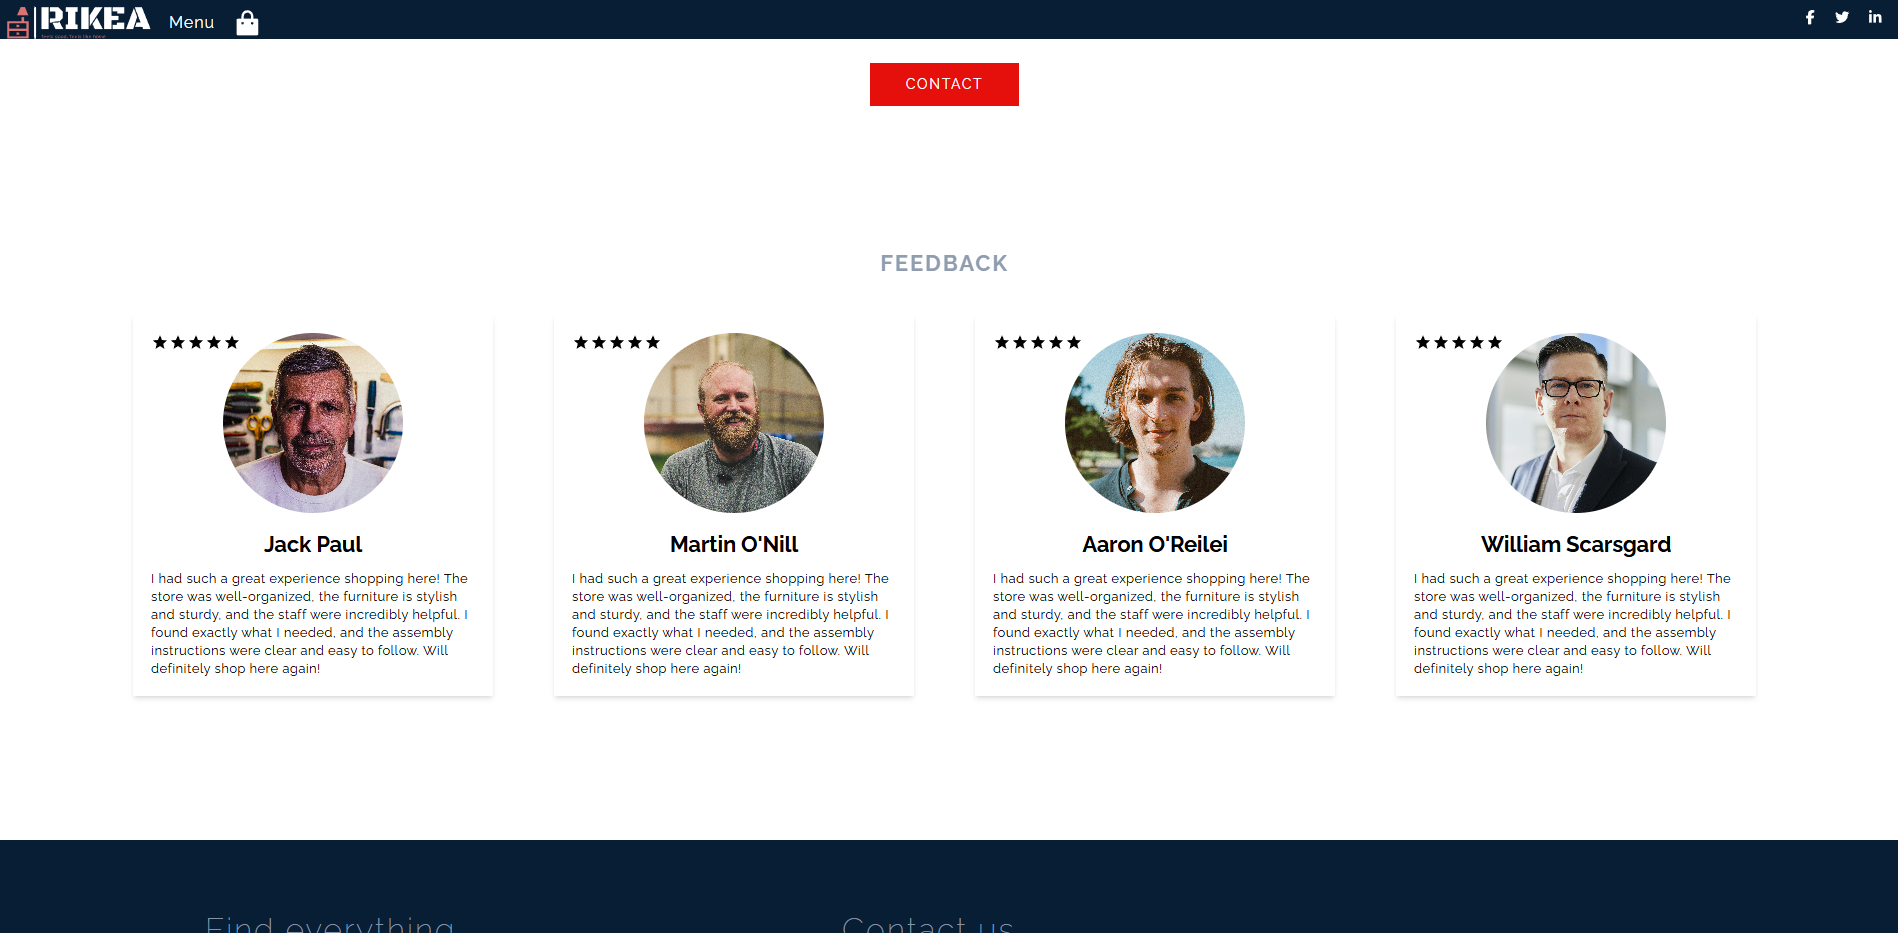 RIKEA
Menu
CONTACT
FEEDBACK
Jack Paul
I had such a great experience shopping here! The
store was well-organized, the furniture is stylish
and sturdy, and the staff were incredibly helpful. I
found exactly what I needed, and the assembly
instructions were clear and easy to follow. Will
definitely shop here again!
Martin O'Nill
I had such a great experience shopping here! The
store was well-organized, the furniture is stylish
and sturdy, and the staff were incredibly helpful. I
found exactly what I needed, and the assembly
instructions were clear and easy to follow. Will
definitely shop here again!
Aaron O'Reilei
I had such a great experience shopping here! The
store was well-organized, the furniture is stylish
and sturdy, and the staff were incredibly helpful. I
found exactly what I needed, and the assembly
instructions were clear and easy to follow. Will
definitely shop here again!
William Scarsgard
I had such a great experience shopping here! The
store was well-organized, the furniture is stylish
and sturdy, and the staff were incredibly helpful. I
found exactly what I needed, and the assembly
instructions were clear and easy to follow. Will
definitely shop here again!
Find everything
Contact us